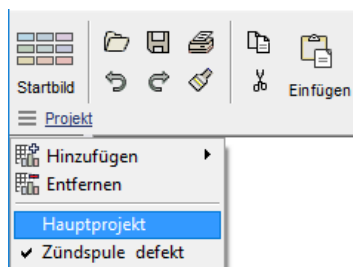 Startbild
Einfügen
Projekt
Hinzufügen
Entfernen
Hauptprojekt
Zündspule defekt